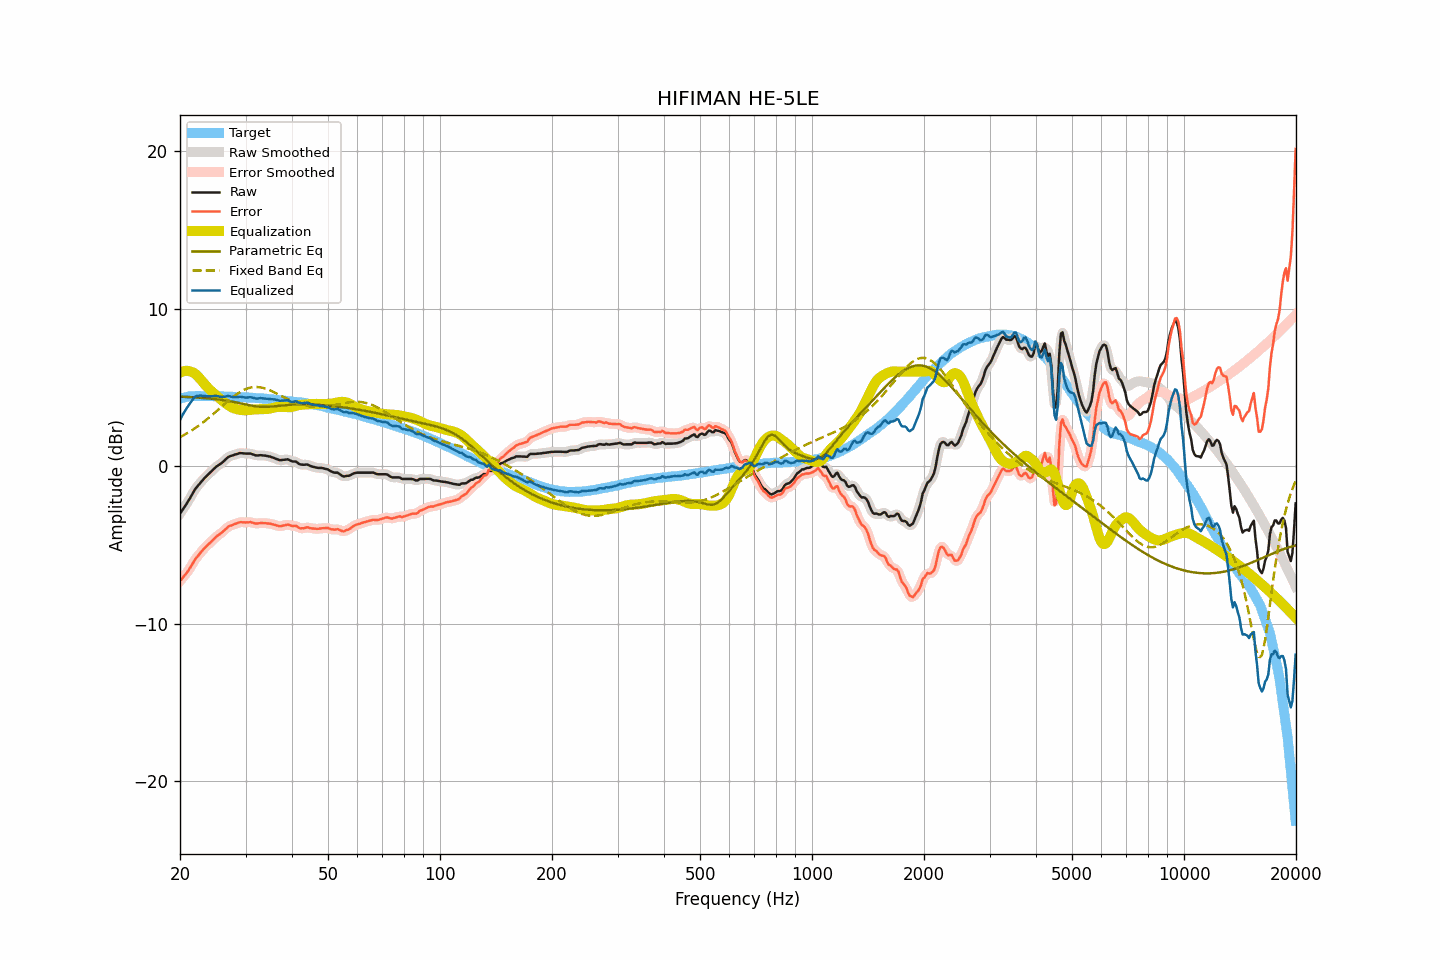 HIFIMAN HE-5LE
Target
Raw Smoothed
Error Smoothed
Raw
Error
Equalization
Parametric Eq
Fixed Band Eq
Equalized
20
10
0
−10
−20
Amplitude (dBr)
20 50 100 200 500 1000 2000 5000 10000 20000
Frequency (Hz)